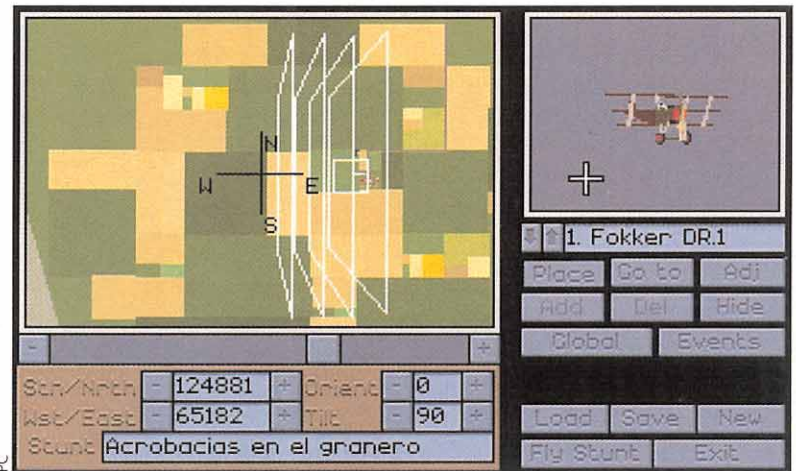 N
W E
S
1. Fokker DR.1
Place Go to Adj
Add Del Hide
Global Events
Sth/Nrth - 124881 + Orient - 0 +
Wst/East - 65182 + Tilt - 90 +
Stunt Acrobacias en el granero
Load Save New
Fly Stunt Exit
PC